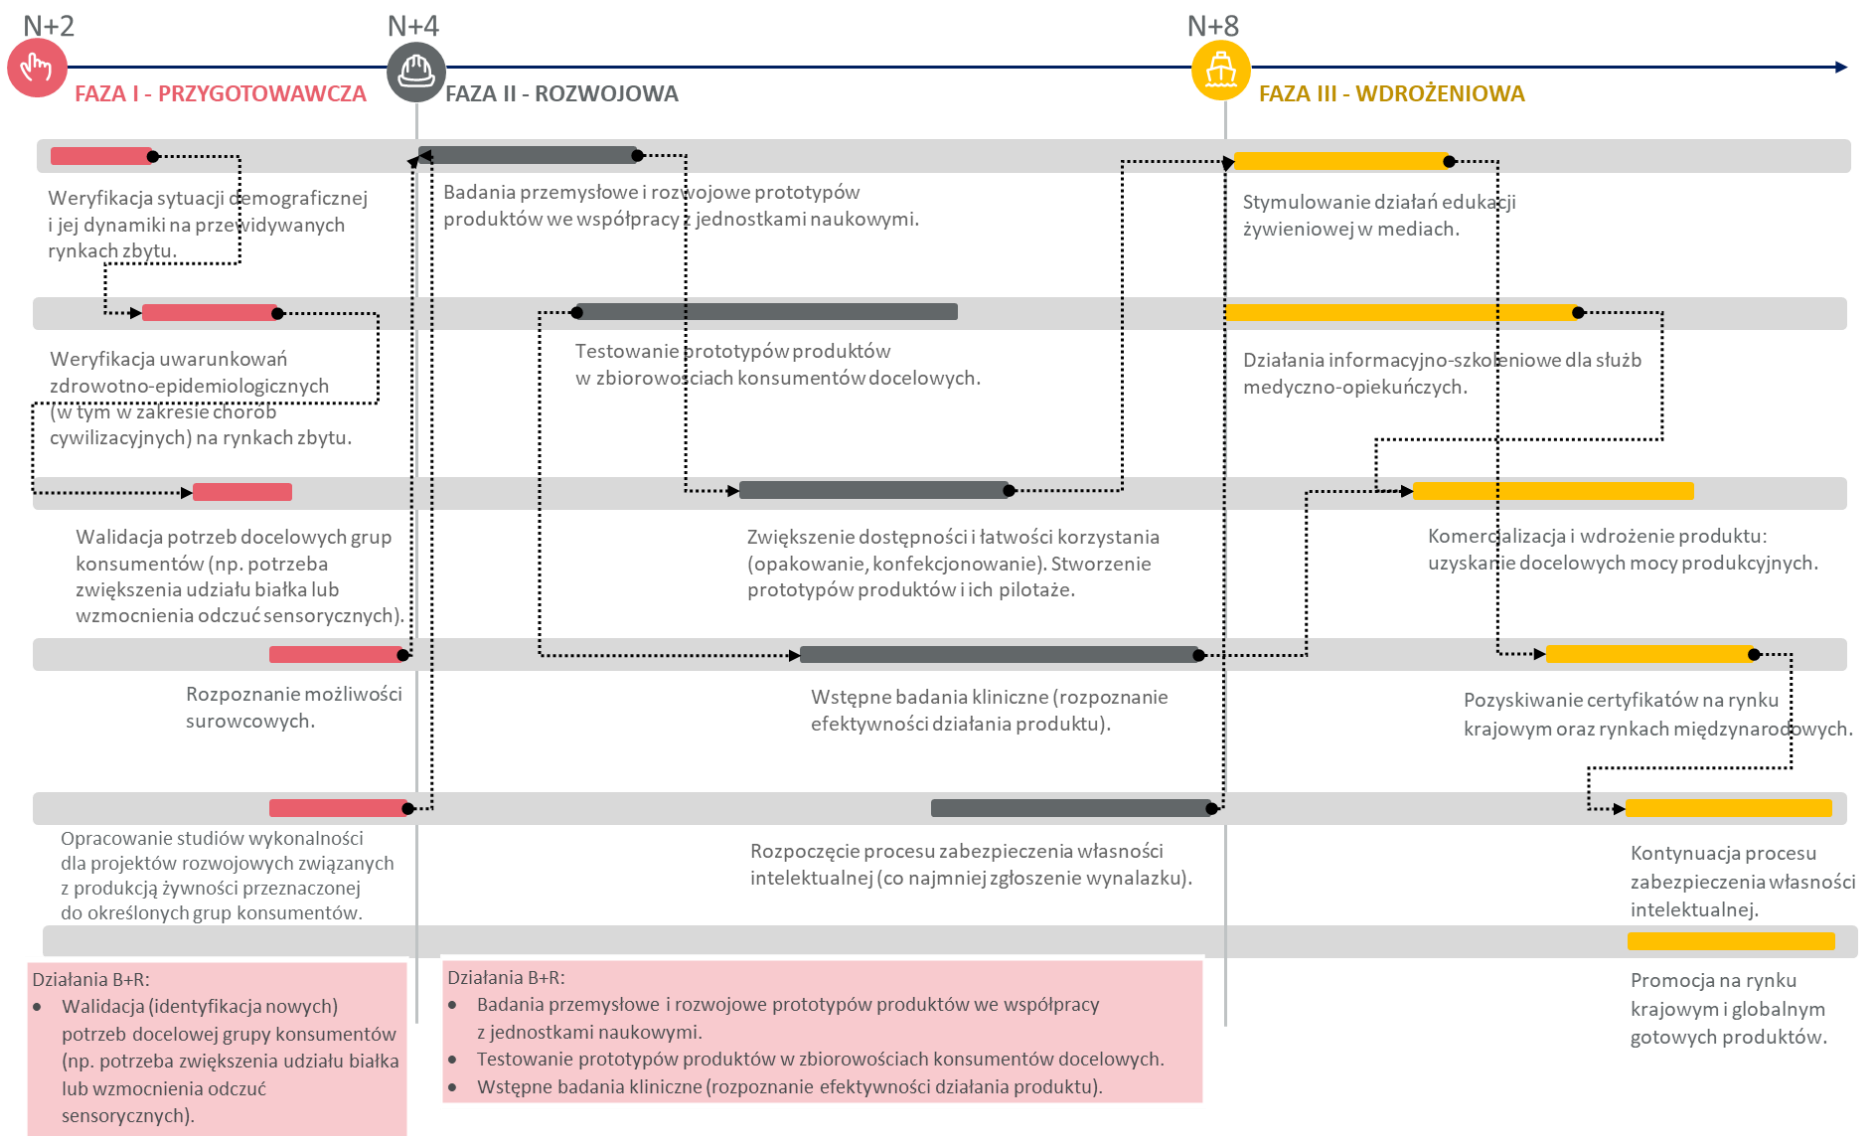 N+2
N+4
N+8
FAZA I - PRZYGOTOWAWCZA
FAZA II - ROZWOJOWA
FAZA III - WDROŻENIOWA
Weryfikacja sytuacji demograficznej
i jej dynamiki na przewidywanych
rynkach zbytu.
Badania przemysłowe i rozwojowe prototypów
produktów we współpracy z jednostkami naukowymi.
Stymulowanie działań edukacji
żywieniowej w mediach.
Weryfikacja uwarunkowań
zdrowotno-epidemiologicznych
(w tym w zakresie chorób
cywilizacyjnych) na rynkach zbytu.
Testowanie prototypów produktów
w zbiorowościach konsumentów docelowych.
Działania informacyjno-szkoleniowe dla służb
medyczno-opiekuńczych.
Walidacja potrzeb docelowych grup
konsumentów (np. potrzeba
zwiększenia udziału białka lub
wzmocnienia odczuć sensorycznych).
Zwiększenie dostępności i łatwości korzystania
(opakowanie, konfekcjonowanie). Stworzenie
prototypów produktów i ich pilotaże.
Komercjalizacja i wdrożenie produktu:
uzyskanie docelowych mocy produkcyjnych.
Rozpoznanie możliwości
surowcowych.
Wstępne badania kliniczne (rozpoznanie
efektywności działania produktu).
Pozyskiwanie certyfikatów na rynku
krajowym oraz rynkach międzynarodowych.
Opracowanie studiów wykonalności
dla projektów rozwojowych związanych
z produkcją żywności przeznaczonej
do określonych grup konsumentów.
Rozpoczęcie procesu zabezpieczenia własności
intelektualnej (co najmniej zgłoszenie wynalazku).
Kontynuacja procesu
zabezpieczenia własności
intelektualnej.
Promocja na rynku
krajowym i globalnym
gotowych produktów.
Działania B+R:
• Walidacja (identyfikacja nowych)
potrzeb docelowej grupy konsumentów
(np. potrzeba zwiększenia udziału białka
lub wzmocnienia odczuć
sensorycznych).
Działania B+R:
• Badania przemysłowe i rozwojowe prototypów produktów we współpracy
z jednostkami naukowymi.
• Testowanie prototypów produktów w zbiorowościach konsumentów docelowych.
• Wstępne badania kliniczne (rozpoznanie efektywności działania produktu).